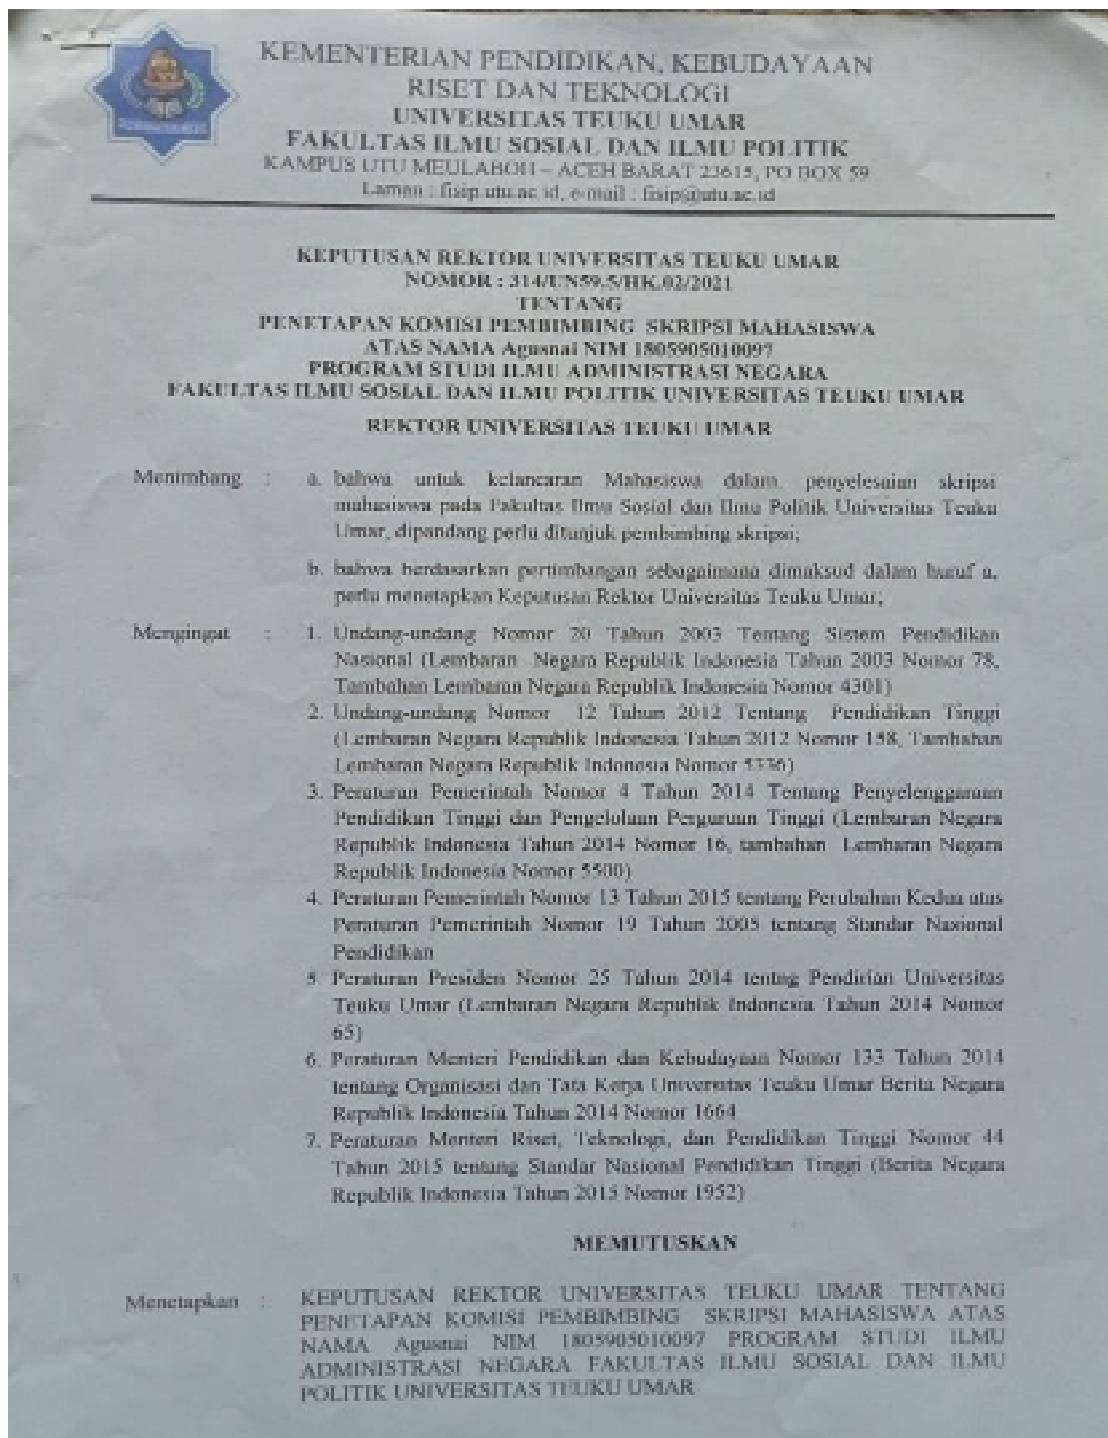 KEMENTERIAN PENDIDIKAN, KEBUDAYAAN
RISET DAN TEKNOLOGI
UNIVERSITAS TEUKU UMAR
FAKULTAS ILMU SOSIAL DAN ILMU POLITIK
KAMPUS UTU MEULABOH – ACEH BARAT 23615, PO BOX 59
Laman : fisip.utu.ac.id, e-mail : fisip@utu.ac.id
KEPUTUSAN REKTOR UNIVERSITAS TEUKU UMAR
NOMOR : 314/UN59.5/HK.02/2021
TENTANG
PENETAPAN KOMISI PEMBIMBING SKRIPSI MAHASISWA
ATAS NAMA Agusnai NIM 1805905010097
PROGRAM STUDI ILMU ADMINISTRASI NEGARA
FAKULTAS ILMU SOSIAL DAN ILMU POLITIK UNIVERSITAS TEUKU UMAR
REKTOR UNIVERSITAS TEUKU UMAR
Menimbang : a. bahwa untuk kelancaran Mahasiswa dalam penyelesaian skripsi
mahasiswa pada Fakultas Ilmu Sosial dan Ilmu Politik Universitas Teuku
Umar, dipandang perlu ditunjuk pembimbing skripsi;
b. bahwa berdasarkan pertimbangan sebagaimana dimaksud dalam huruf a,
perlu menetapkan Keputusan Rektor Universitas Teuku Umar;
Mengingat : 1. Undang-undang Nomor 20 Tahun 2003 Tentang Sistem Pendidikan
Nasional (Lembaran Negara Republik Indonesia Tahun 2003 Nomor 78,
Tambahan Lembaran Negara Republik Indonesia Nomor 4301)
2. Undang-undang Nomor 12 Tahun 2012 Tentang Pendidikan Tinggi
(Lembaran Negara Republik Indonesia Tahun 2012 Nomor 158, Tambahan
Lembaran Negara Republik Indonesia Nomor 5336)
3. Peraturan Pemerintah Nomor 4 Tahun 2014 Tentang Penyelenggaraan
Pendidikan Tinggi dan Pengelolaan Perguruan Tinggi (Lembaran Negara
Republik Indonesia Tahun 2014 Nomor 16, tambahan Lembaran Negara
Republik Indonesia Nomor 5500)
4. Peraturan Pemerintah Nomor 13 Tahun 2015 tentang Perubahan Kedua atas
Peraturan Pemerintah Nomor 19 Tahun 2005 tentang Standar Nasional
Pendidikan
5. Peraturan Presiden Nomor 25 Tahun 2014 tentng Pendirian Universitas
Teuku Umar (Lembaran Negara Republik Indonesia Tahun 2014 Nomor
65)
6. Peraturan Menteri Pendidikan dan Kebudayaan Nomor 133 Tahun 2014
tentang Organisasi dan Tata Kerja Universitas Teuku Umar Berita Negara
Republik Indonesia Tahun 2014 Nomor 1664
7. Peraturan Menteri Riset, Teknologi, dan Pendidikan Tinggi Nomor 44
Tahun 2015 tentang Standar Nasional Pendidikan Tinggi (Berita Negara
Republik Indonesia Tahun 2015 Nomor 1952)
MEMUTUSKAN
Menetapkan : KEPUTUSAN REKTOR UNIVERSITAS TEUKU UMAR TENTANG
PENETAPAN KOMISI PEMBIMBING SKRIPSI MAHASISWA ATAS
NAMA Agusnai NIM 1805905010097 PROGRAM STUDI ILMU
ADMINISTRASI NEGARA FAKULTAS ILMU SOSIAL DAN ILMU
POLITIK UNIVERSITAS TEUKU UMAR